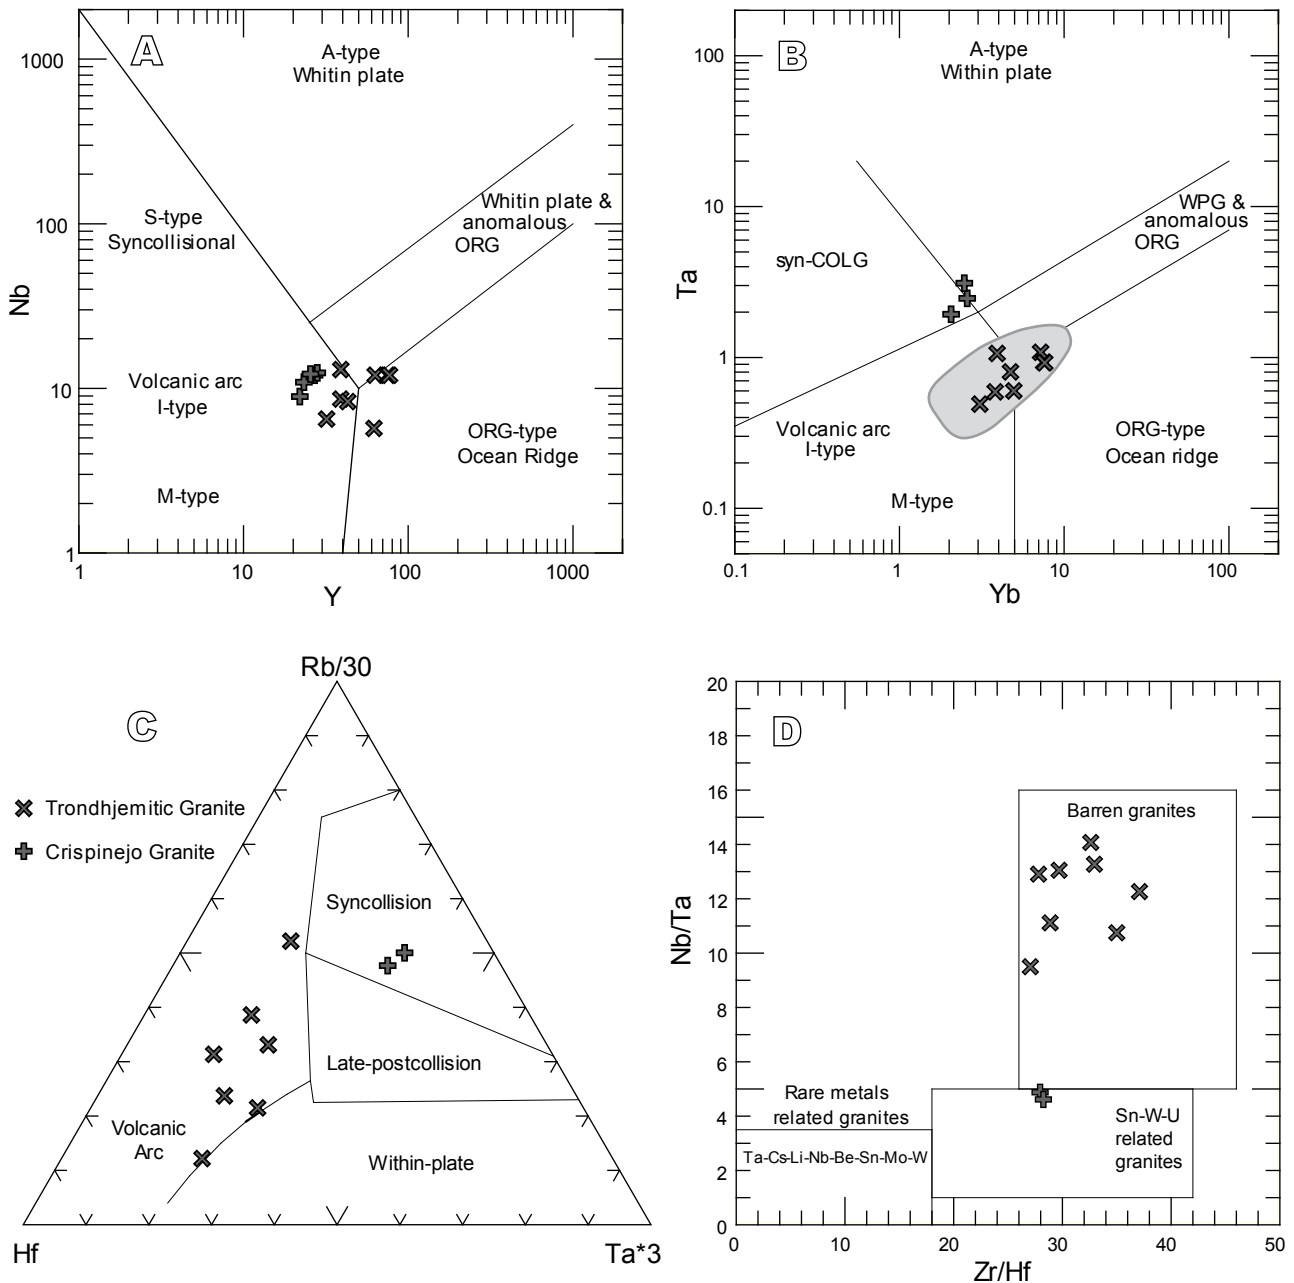 A
A-type
Whitin plate
1000
S-type
Syncollisional
Whitin plate &
anomalous
ORG
100
Nb
Volcanic arc
I-type
10
ORG-type
Ocean Ridge
M-type
1
1
10
100
1000
Y
B
A-type
Within plate
100
10
WPG &
anomalous
ORG
syn-COLG
Ta
1
Volcanic arc
I-type
ORG-type
Ocean ridge
M-type
0.1
0.1
1
10
100
Yb
Rb/30
C
Trondhjemitic Granite
Crispinejo Granite
Syncollision
Late-postcollision
Volcanic
Arc
Within-plate
Hf
Ta*3
20
D
18
16
Barren granites
14
12
Nb/Ta
10
8
6
Rare metals
related granites
4
Sn-W-U
related
granites
Ta-Cs-Li-Nb-Be-Sn-Mo-W
2
0
0
10
20
30
40
50
Zr/Hf